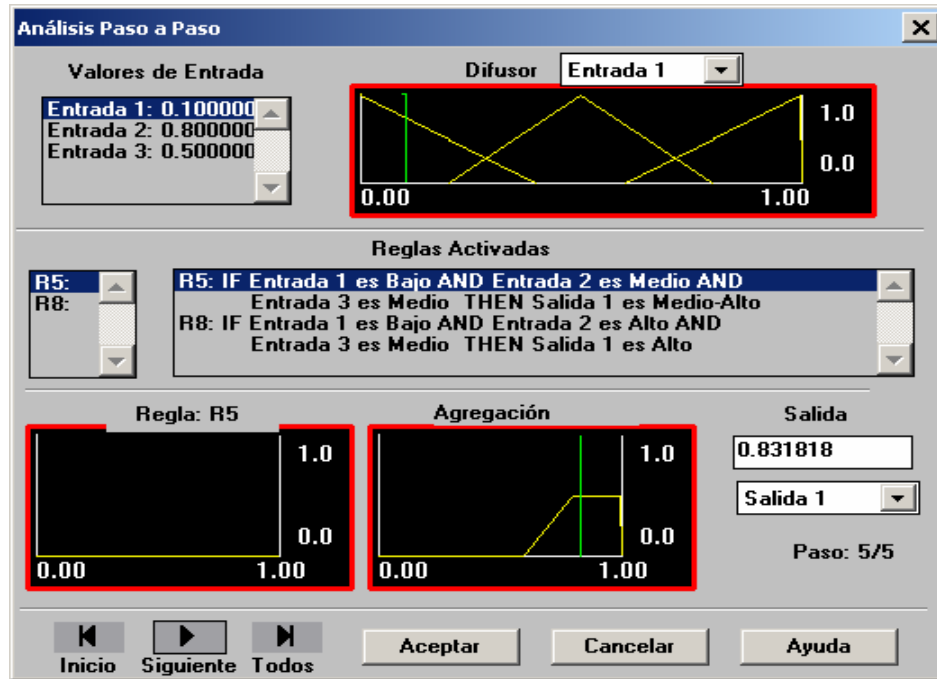 Análisis Paso a Paso
Valores de Entrada
Difusor Entrada 1
Entrada 1: 0.100000
Entrada 2: 0.800000
Entrada 3: 0.500000
1.0
0.0
0.00 1.00
Reglas Activadas
R5:
R8:
R5: IF Entrada 1 es Bajo AND Entrada 2 es Medio AND
Entrada 3 es Medio THEN Salida 1 es Medio-Alto
R8: IF Entrada 1 es Bajo AND Entrada 2 es Alto AND
Entrada 3 es Medio THEN Salida 1 es Alto
Regla: R5
1.0
0.0
0.00 1.00
Agregación
1.0
0.0
0.00 1.00
Salida
0.831818
Salida 1
Paso: 5/5
Inicio Siguiente Todos
Aceptar Cancelar Ayuda